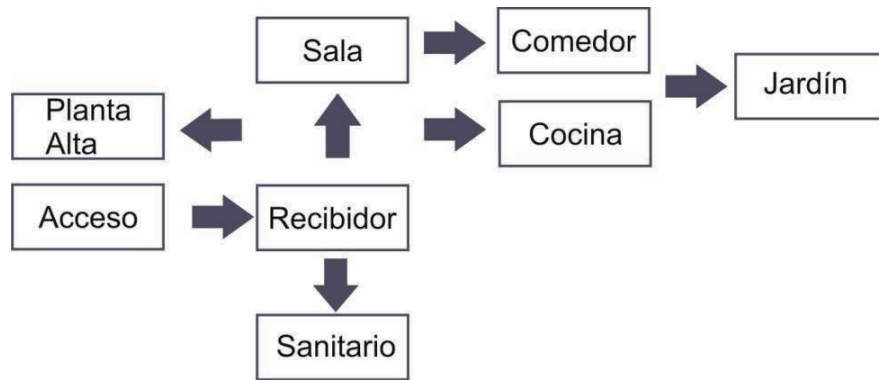 Sala
Comedor
Jardín
Planta
Alta
Cocina
Acceso
Recibidor
Sanitario